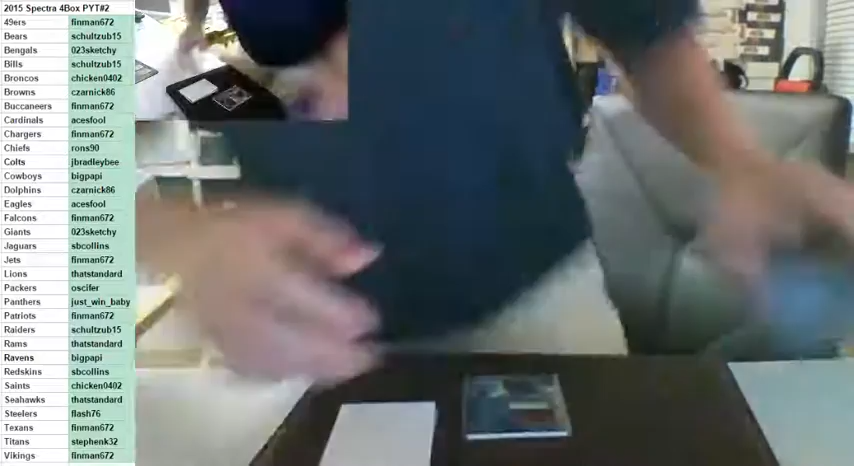 2015 Spectra 4Box PYT#2
49ers finman672
Bears schultzub15
Bengals 023sketchy
Bills schultzub15
Broncos chicken0402
Browns czarnick86
Buccaneers finman672
Cardinals acesfool
Chargers finman672
Chiefs rons90
Colts jbradleybee
Cowboys bigpapi
Dolphins czarnick86
Eagles acesfool
Falcons finman672
Giants 023sketchy
Jaguars sbcollins
Jets finman672
Lions thatstandard
Packers oscifer
Panthers just_win_baby
Patriots finman672
Raiders schultzub15
Rams thatstandard
Ravens bigpapi
Redskins sbcollins
Saints chicken0402
Seahawks thatstandard
Steelers flash76
Texans finman672
Titans stephenk32
Vikings finman672